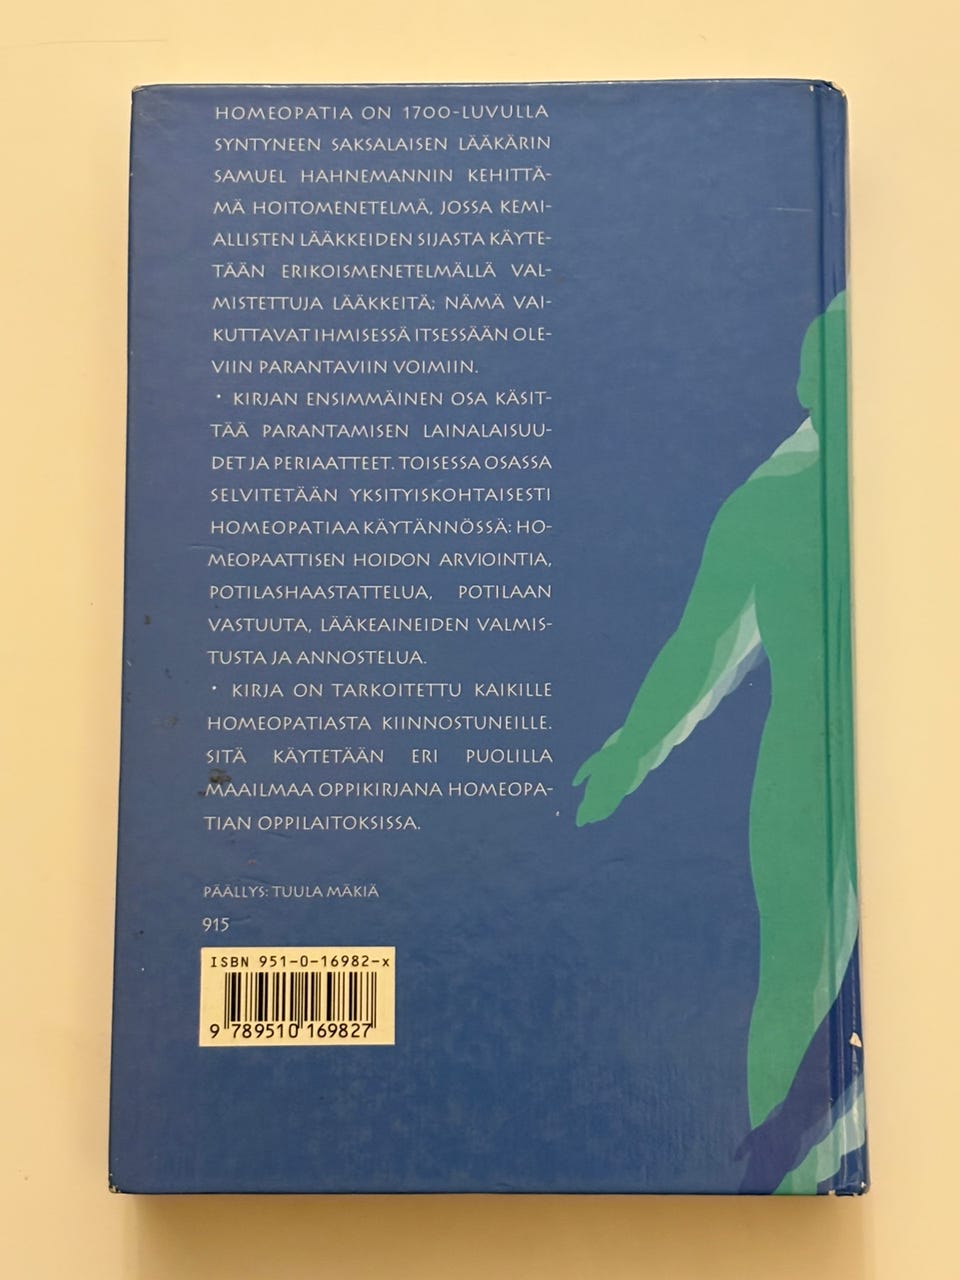 HOMEOPATIA ON 1700-LUVULLA
SYNTYNEEN SAKSALAISEN LÄÄKÄRIN
SAMUEL HAHNEMANNIN KEHITTÄ-
MÄ HOITOMENETELMÄ, JOSSA KEMI-
ALLISTEN LÄÄKKEIDEN SIJASTA KÄYTE-
TÄÄN ERIKOISMENETELMÄLLÄ VAL-
MISTETTUJA LÄÄKKEITÄ; NÄMÄ VAI-
KUTTAVAT IHMISESSÄ ITSESSÄÄN OLE-
VIIN PARANTAVIIN VOIMIIN.
• KIRJAN ENSIMMÄINEN OSA KÄSIT-
TÄÄ PARANTAMISEN LAINALAISUU-
DET JA PERIAATTEET. TOISESSA OSASSA
SELVITETÄÄN YKSITYISKOHTAISESTI
HOMEOPATIAA KÄYTÄNNÖSSÄ: HO-
MEOPAATTISEN HOIDON ARVIOINTIA,
POTILASHAASTATTELUA, POTILAAN
VASTUUTA, LÄÄKEAINEIDEN VALMIS-
TUSTA JA ANNOSTELUA.
• KIRJA ON TARKOITETTU KAIKILLE
HOMEOPATIASTA KIINNOSTUNEILLE.
SITÄ KÄYTETÄÄN ERI PUOLILLA
MAAILMAA OPPIKIRJANA HOMEOPA-
TIAN OPPILAITOKSISSA.
PÄÄLLYS: TUULA MÄKIÄ
915
ISBN 951-0-16982-x
9 789510 169827